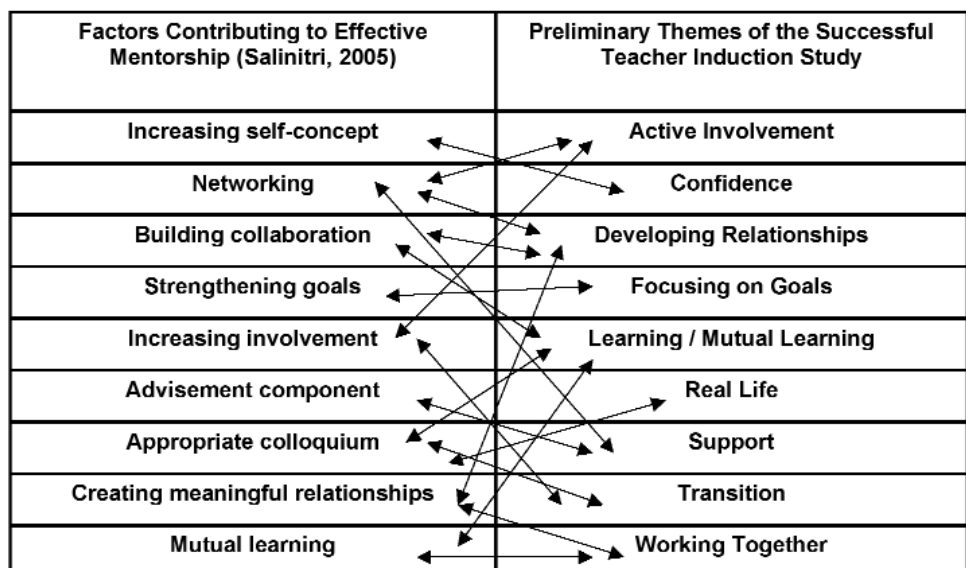 Factors Contributing to Effective
Mentorship (Salinitri, 2005)
Preliminary Themes of the Successful
Teacher Induction Study
Increasing self-concept
Active Involvement
Networking
Confidence
Building collaboration
Developing Relationships
Strengthening goals
Focusing on Goals
Increasing involvement
Learning / Mutual Learning
Advisement component
Real Life
Appropriate colloquium
Support
Creating meaningful relationships
Transition
Mutual learning
Working Together